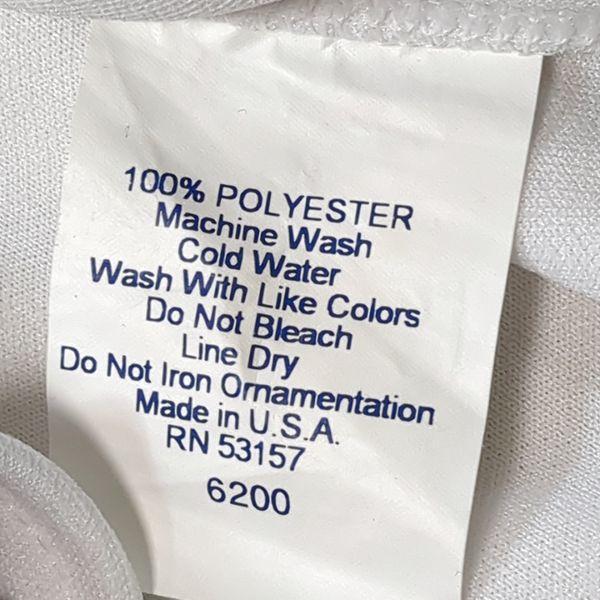 100% POLYESTER
Machine Wash
Cold Water
Wash With Like Colors
Do Not Bleach
Line Dry
Do Not Iron Ornamentation
Made in U.S.A.
RN 53157
6200